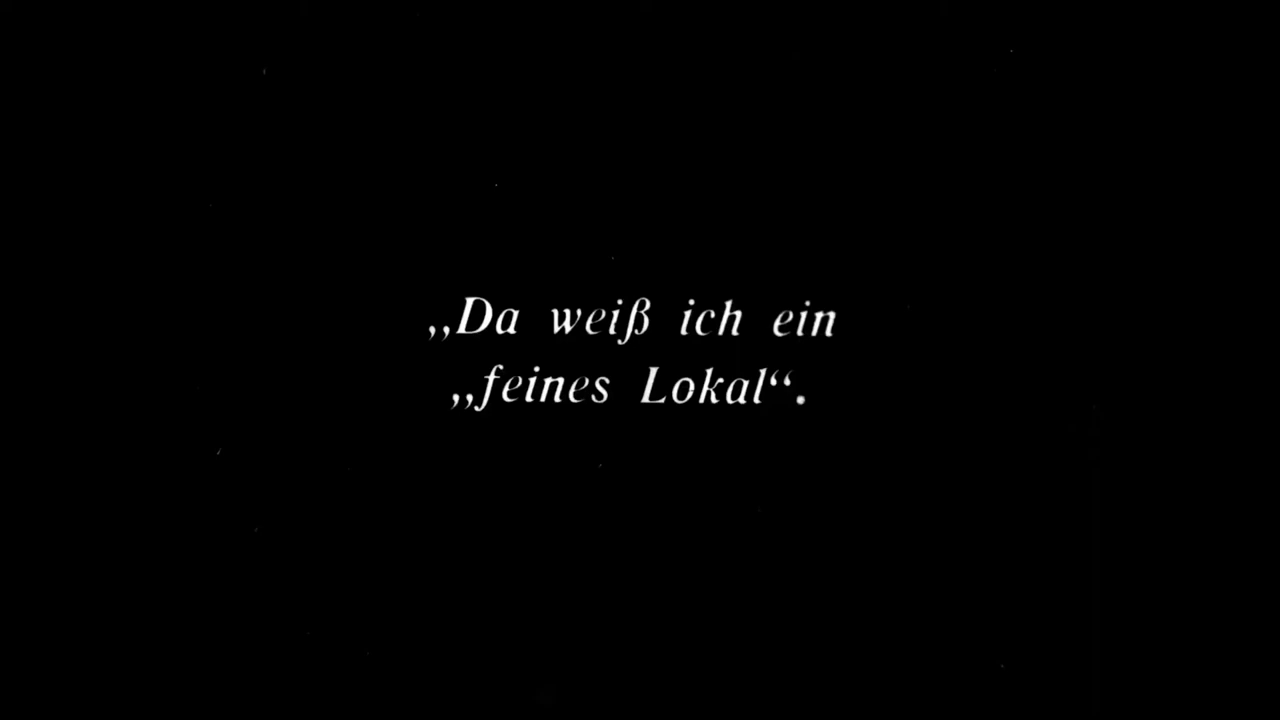 „Da weiß ich ein
„feines Lokal“.